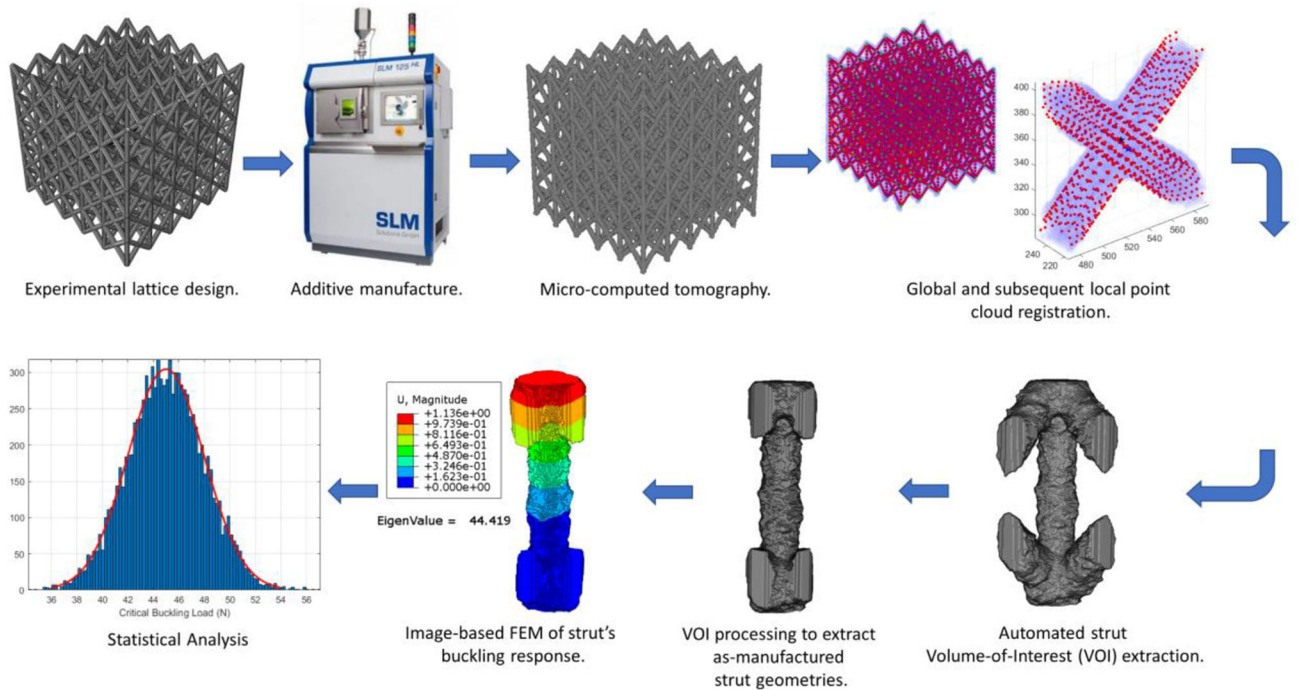 SLM 125 HL
SLM
Solutions GmbH
400
380
360
340
320
300
240
220
480
500
520
540
560
580
Experimental lattice design.
Additive manufacture.
Micro-computed tomography.
Global and subsequent local point
cloud registration.
300
250
200
150
100
50
0
36 38 40 42 44 46 48 50 52 54 56
Critical Buckling Load (N)
Statistical Analysis
U, Magnitude
+1.136e+00
+9.739e-01
+8.116e-01
+6.493e-01
+4.870e-01
+3.246e-01
+1.623e-01
+0.000e+00
EigenValue = 44.419
Image-based FEM of strut's
buckling response.
VOI processing to extract
as-manufactured
strut geometries.
Automated strut
Volume-of-Interest (VOI) extraction.